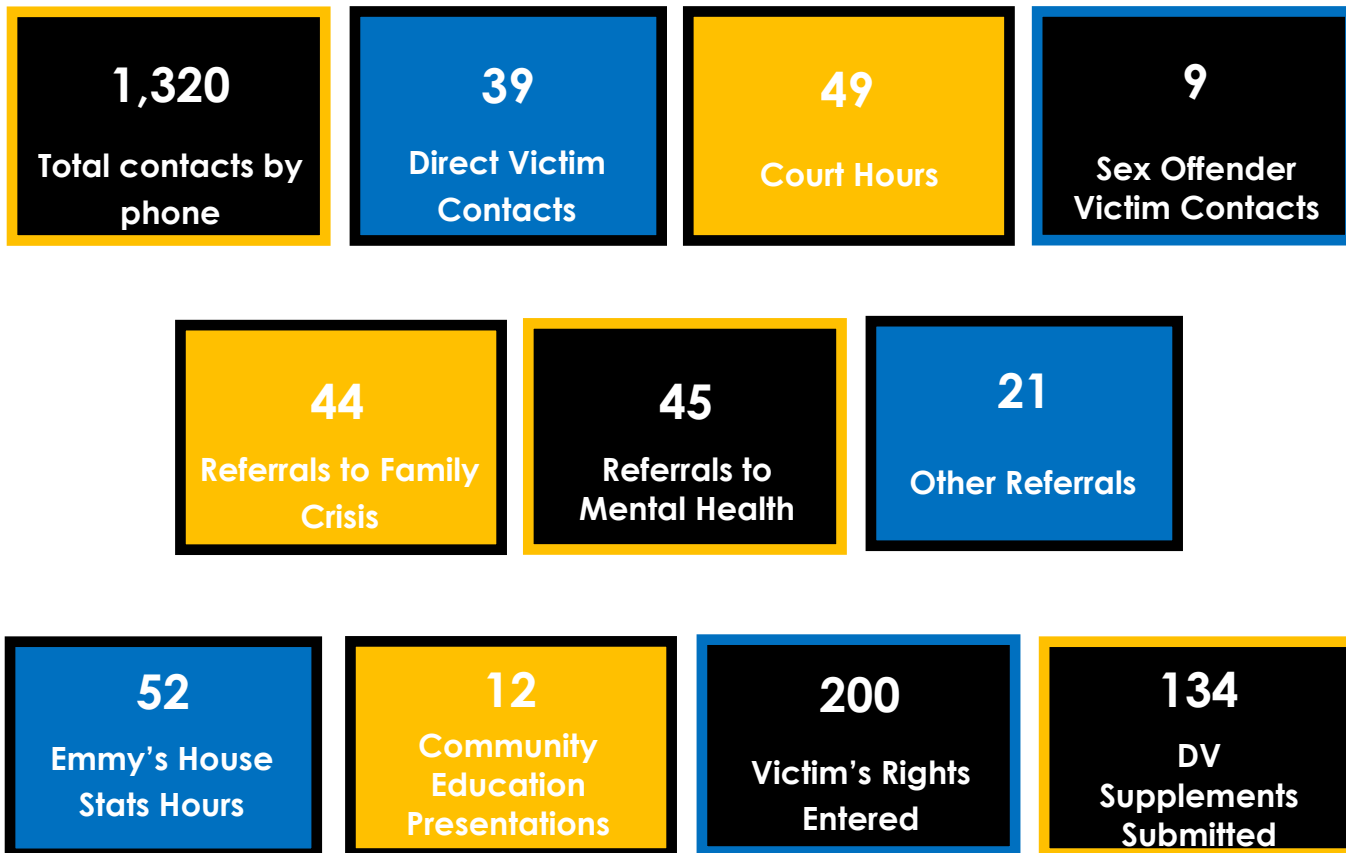 1,320
Total contacts by
phone
39
Direct Victim
Contacts
49
Court Hours
9
Sex Offender
Victim Contacts
44
Referrals to Family
Crisis
45
Referrals to
Mental Health
21
Other Referrals
52
Emmy’s House
Stats Hours
12
Community
Education
Presentations
200
Victim’s Rights
Entered
134
DV
Supplements
Submitted